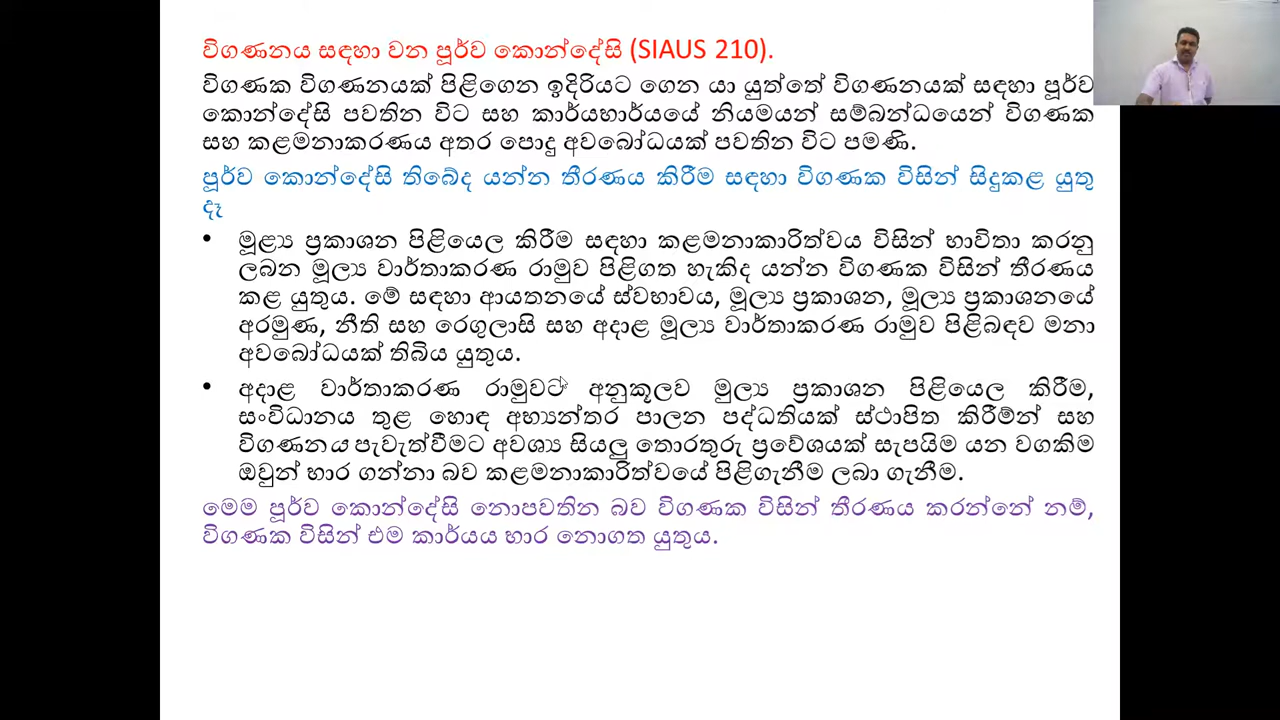 විගණනය සඳහා වන පූර්ව කොන්දේසි (SlAUS 210).
විගණක විගණනයක් පිළිගෙන ඉදිරියට ගෙන යා යුත්තේ විගණනයක් සඳහා පූර්ව
කොන්දේසි පවතින විට සහ කාර්යභාර්යයේ නියමයන් සම්බන්ධයෙන් විගණක
සහ කළමනාකරණය අතර පොදු අවබෝධයක් පවතින විට පමණි.
පූර්ව කොන්දේසි තිබේද යන්න තීරණය කිරීම සඳහා විගණක විසින් සිදුකළ යුතු
දෑ
• මූළ්‍ය ප්‍රකාශන පිළියෙල කිරීම සඳහා කළමනාකාරිත්වය විසින් භාවිතා කරනු
ලබන මූල්‍ය වාර්තාකරණ රාමුව පිළිගත හැකිද යන්න විගණක විසින් තීරණය
කළ යුතුය. මේ සඳහා ආයතනයේ ස්වභාවය, මූල්‍ය ප්‍රකාශන, මූල්‍ය ප්‍රකාශනයේ
අරමුණ, නීති සහ රෙගුලාසි සහ අදාළ මූල්‍ය වාර්තාකරණ රාමුව පිළිබඳව මනා
අවබෝධයක් තිබිය යුතුය.
• අදාළ වාර්තාකරණ රාමුවට අනුකූලව මුල්‍ය ප්‍රකාශන පිළියෙල කිරීම,
සංවිධානය තුළ හොඳ අභ්‍යන්තර පාලන පද්ධතියක් ස්ථාපිත කිරීම්න් සහ
විගණනය පැවැත්වීමට අවශ්‍ය සියලු තොරතුරු ප්‍රවේශයක් සැපයීම යන වගකිම
ඔවුන් භාර ගන්නා බව කළමනාකාරිත්වයේ පිළිගැනීම ලබා ගැනීම.
මෙම පූර්ව කොන්දේසි නොපවතින බව විගණක විසින් තීරණය කරන්නේ නම්,
විගණක විසින් එම කාර්යය භාර නොගත යුතුය.